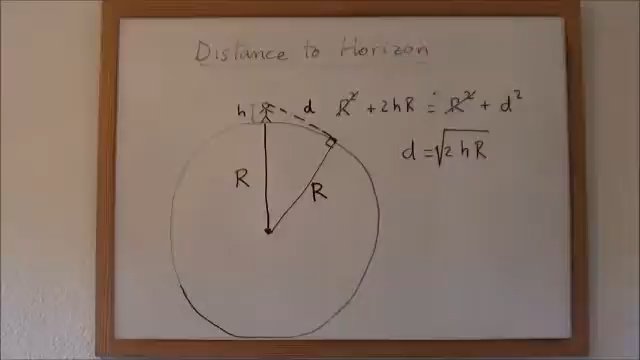 Distance to Horizon
h d R² + 2hR = R² + d²
d = √2hR
R R